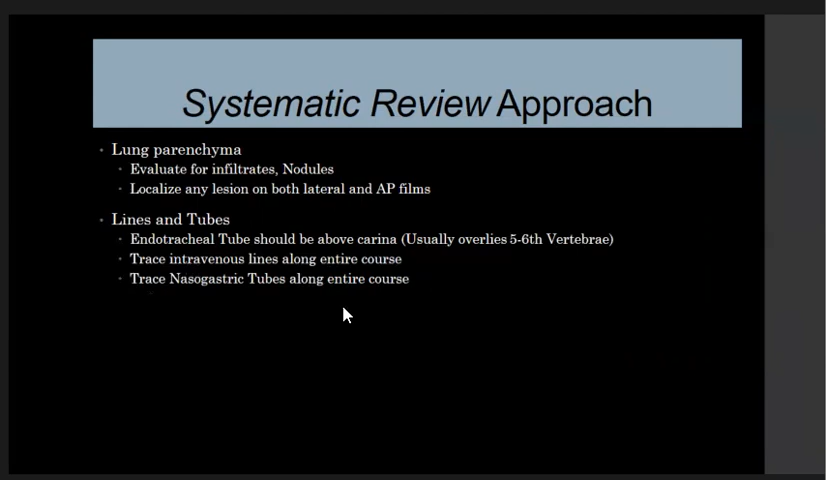 Systematic Review Approach
Lung parenchyma
Evaluate for infiltrates, Nodules
Localize any lesion on both lateral and AP films
Lines and Tubes
Endotracheal Tube should be above carina (Usually overlies 5-6th Vertebrae)
Trace intravenous lines along entire course
Trace Nasogastric Tubes along entire course